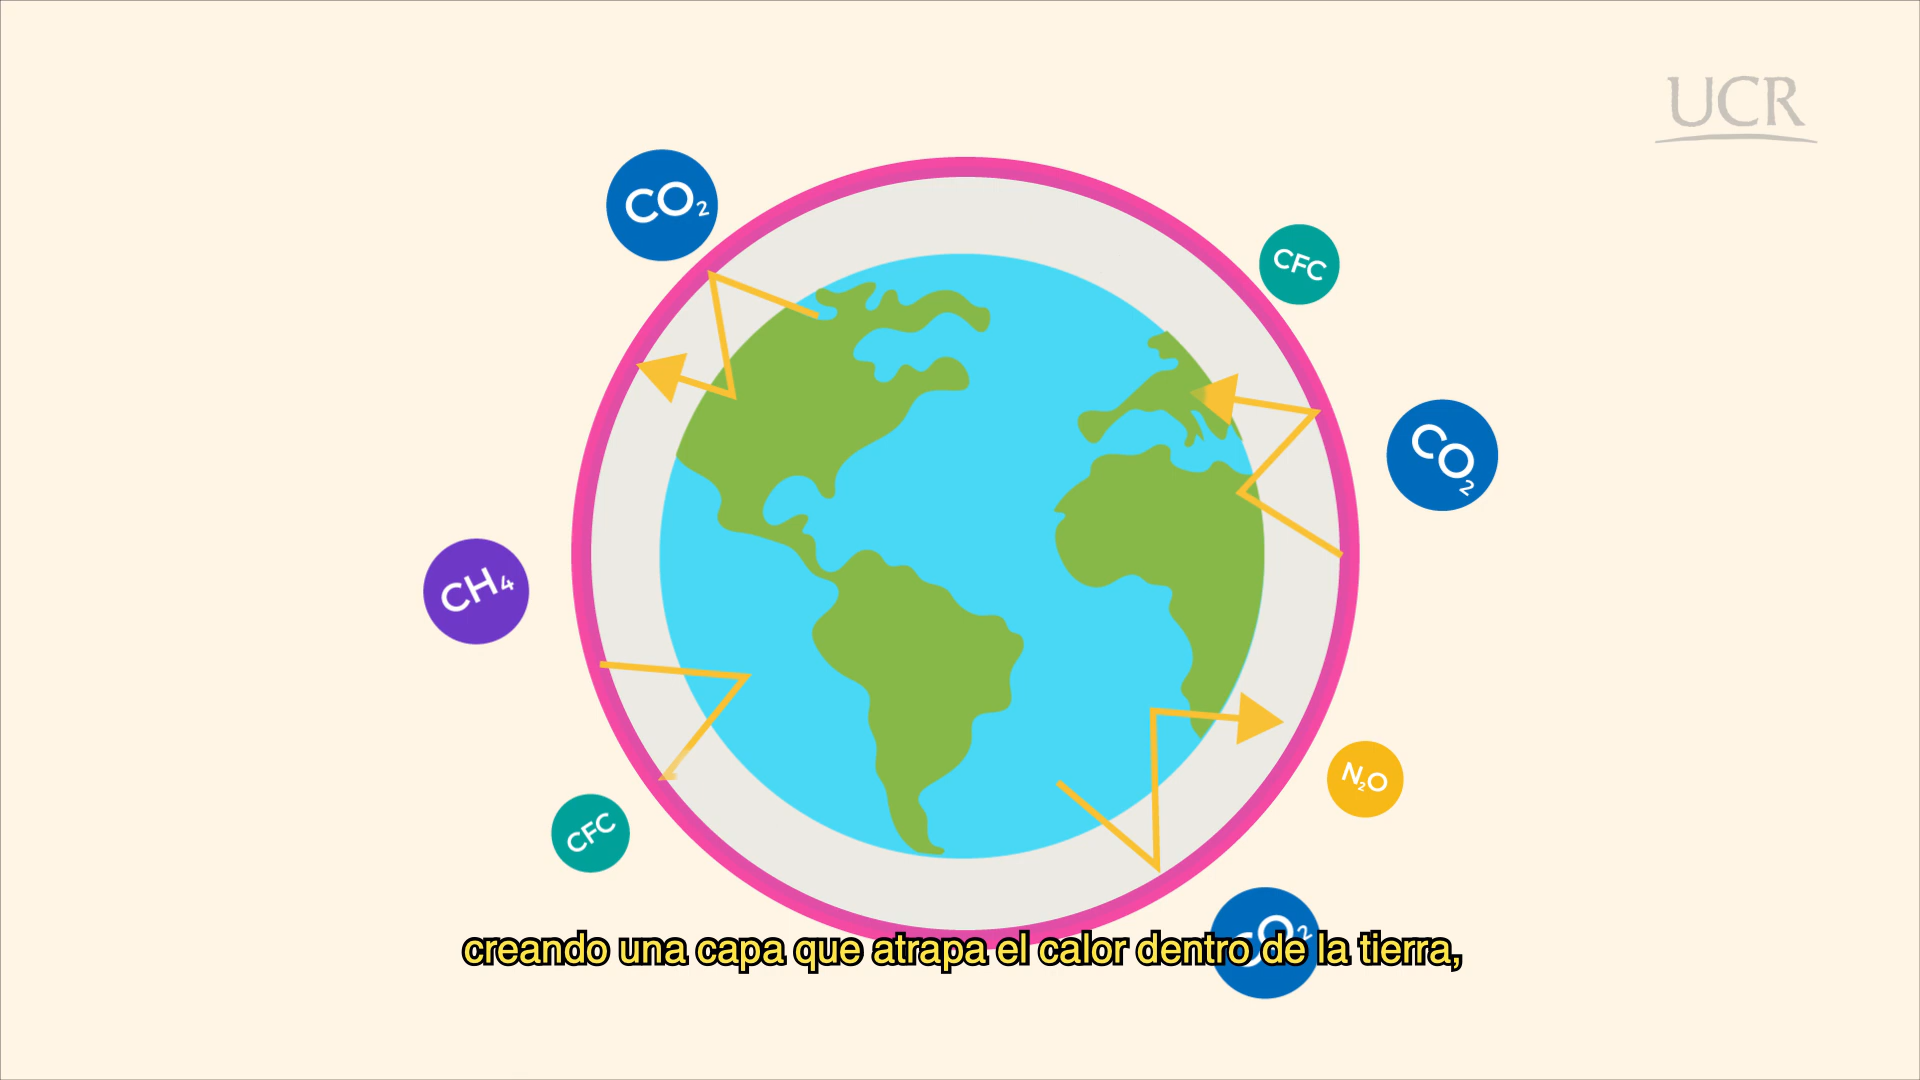 UCR
CO₂
CFC
CO₂
CH₄
N₂O
CFC
CO₂
creando una capa que atrapa el calor dentro de la tierra,